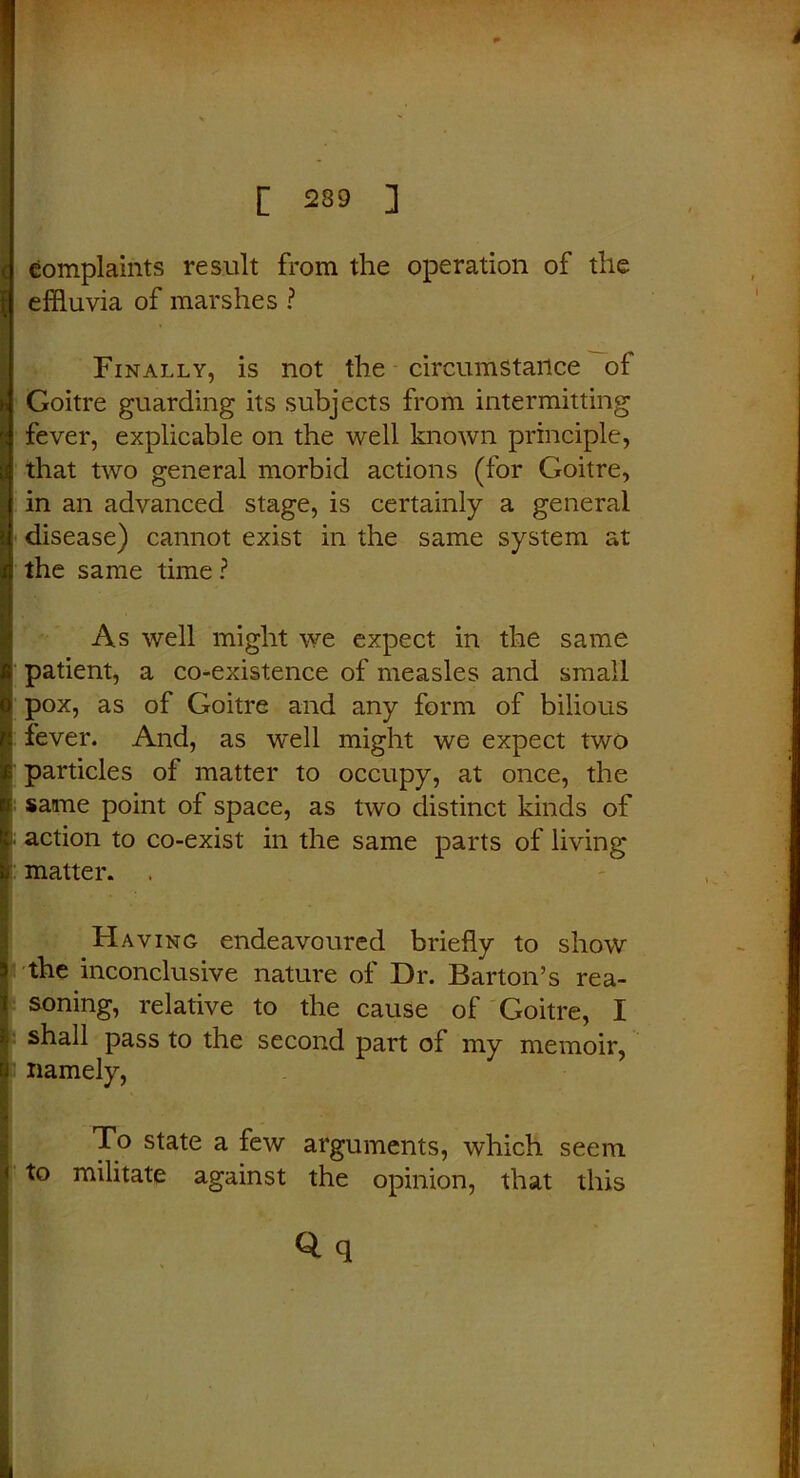 [ 289 ]
complaints result from the operation of the
effluvia of marshes ?
Finally, is not the circumstance of
Goitre guarding its subjects from intermitting
fever, explicable on the well known principle,
that two general morbid actions (for Goitre,
in an advanced stage, is certainly a general
disease) cannot exist in the same system at
the same time ?
As well might we expect in the same
patient, a co-existence of measles and small
pox, as of Goitre and any form of bilious
fever. And, as well might we expect two
particles of matter to occupy, at once, the
same point of space, as two distinct kinds of
action to co-exist in the same parts of living
matter.
Having endeavoured briefly to show
the inconclusive nature of Dr. Barton's rea-
soning, relative to the cause of Goitre, I
shall pass to the second part of my memoir,
namely,
To state a few arguments, which seem
to militate against the opinion, that this
Q q